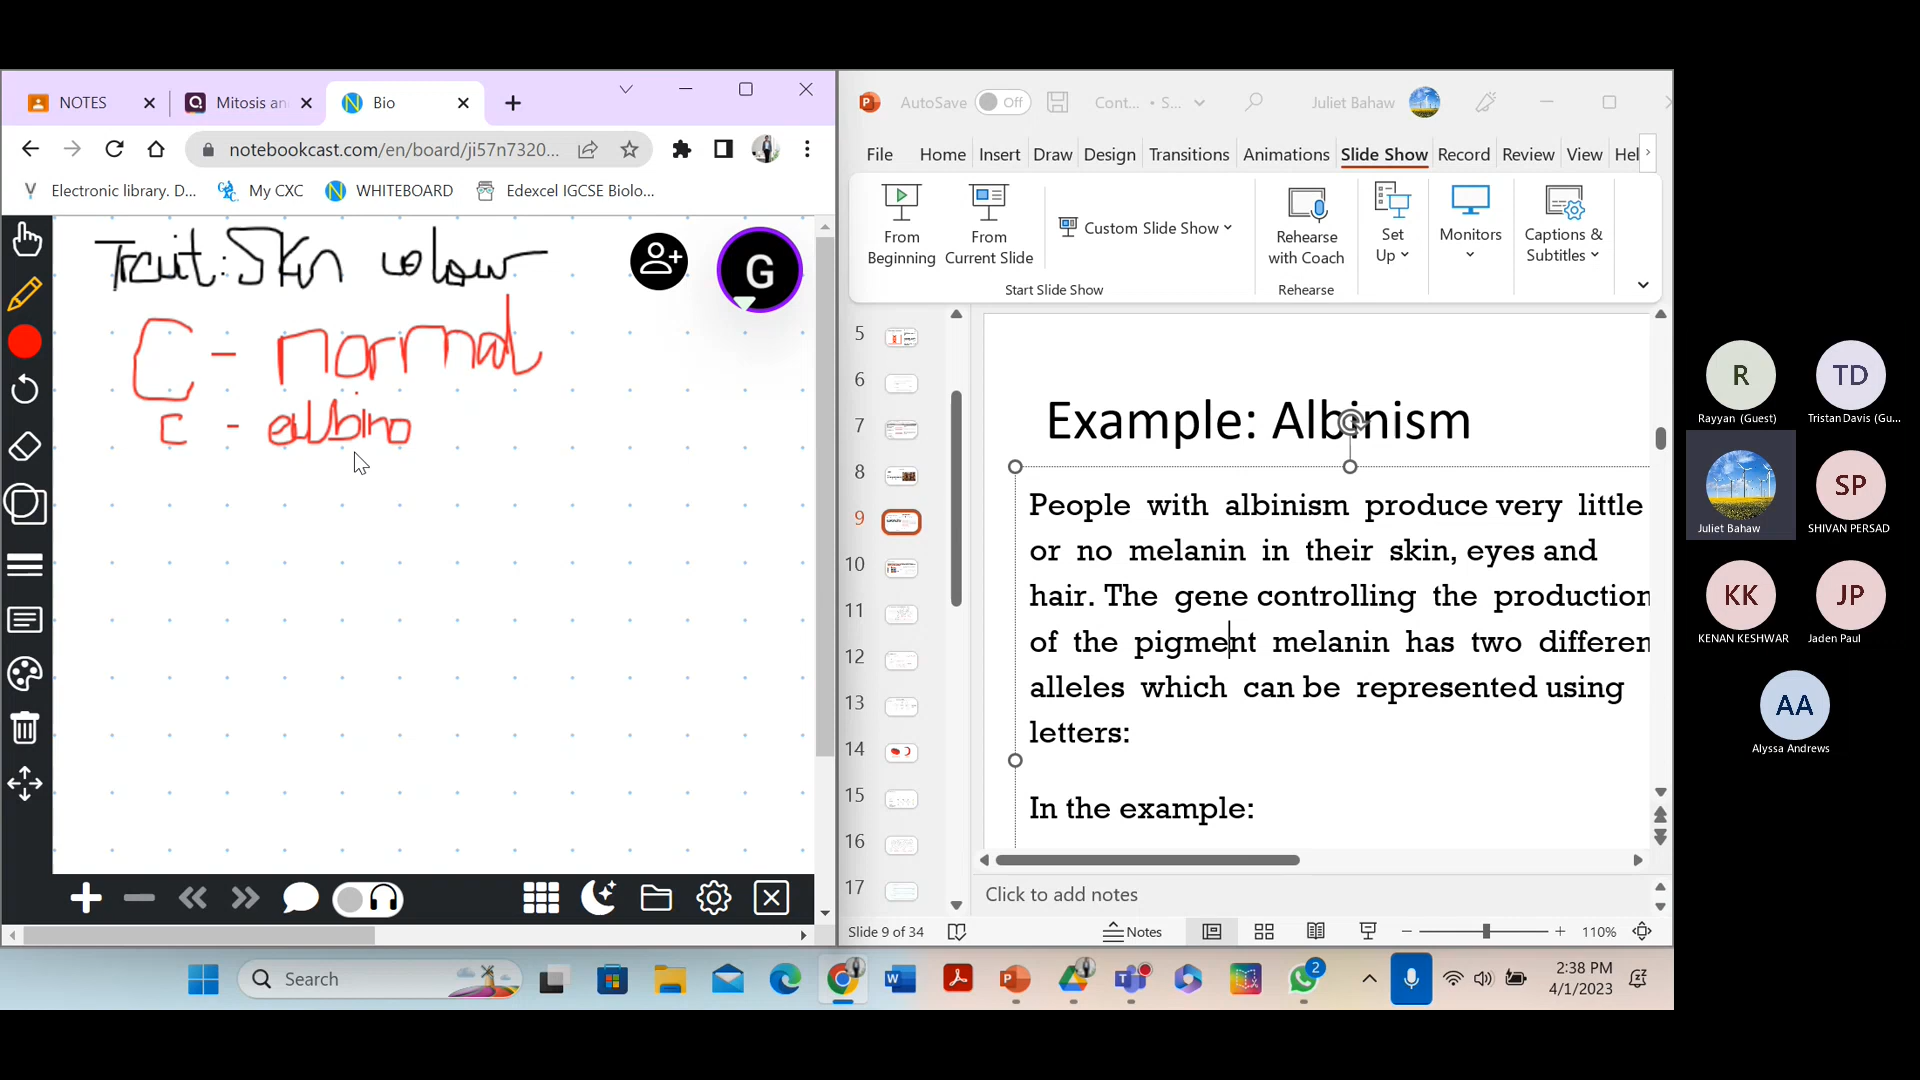 NOTES
Mitosis an
Bio
notebookcast.com/en/board/ji57n7320...
Electronic library. D...
My CXC
WHITEBOARD
Edexcel IGCSE Biolo...
Trait: Skin colour
C - normal
c - albino
G
AutoSave
Off
Cont... • S...
Juliet Bahaw
File
Home
Insert
Draw
Design
Transitions
Animations
Slide Show
Record
Review
View
Hel
From Beginning
From Current Slide
Custom Slide Show
Rehearse with Coach
Set Up
Monitors
Captions & Subtitles
Start Slide Show
Rehearse
5
6
7
8
9
10
11
12
13
14
15
16
17
Example: Albinism
People with albinism produce very little
or no melanin in their skin, eyes and
hair. The gene controlling the production
of the pigment melanin has two differen
alleles which can be represented using
letters:
In the example:
Click to add notes
Slide 9 of 34
Notes
110%
Search
2
2:38 PM
4/1/2023
R
Rayyan (Guest)
TD
Tristan Davis (Gu...
Juliet Bahaw
SP
SHIVAN PERSAD
KK
KENAN KESHWAR
JP
Jaden Paul
AA
Alyssa Andrews